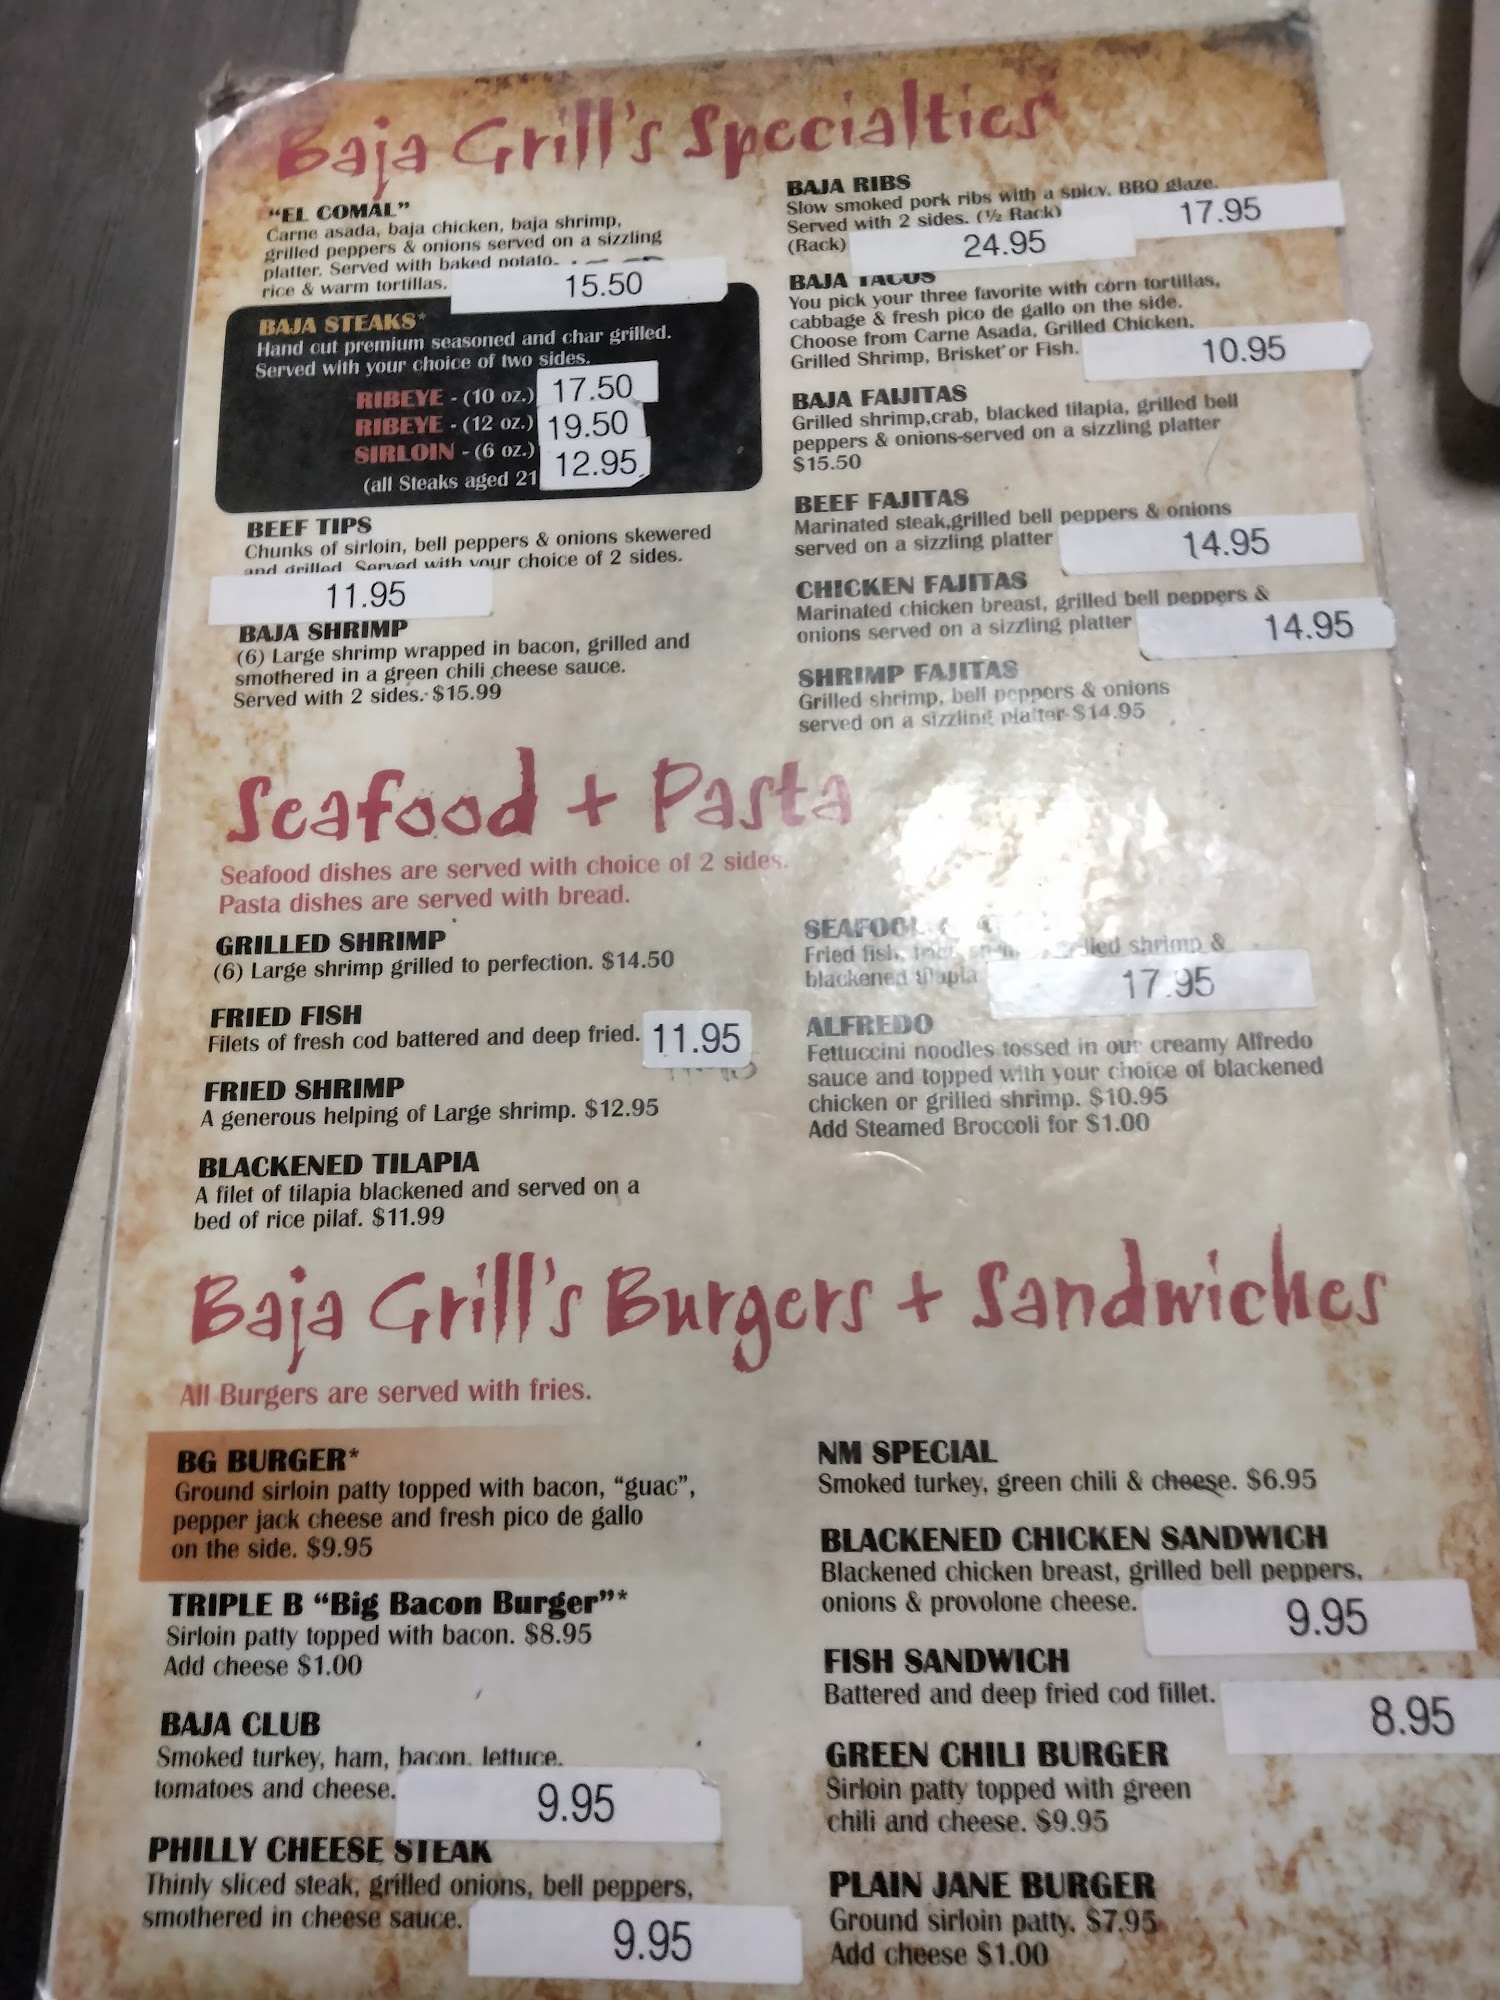 Baja Grill's Specialties
"EL COMAL"
Carne asada, baja chicken, baja shrimp,
grilled peppers & onions served on a sizzling
platter. Served with baked potato,
rice & warm tortillas.
15.50
BAJA STEAKS*
Hand cut premium seasoned and char grilled.
Served with your choice of two sides.
RIBEYE - (10 oz.) 17.50
RIBEYE - (12 oz.) 19.50
SIRLOIN - (6 oz.) 12.95
(all Steaks aged 21
BEEF TIPS
Chunks of sirloin, bell peppers & onions skewered
and grilled. Served with your choice of 2 sides.
11.95
BAJA SHRIMP
(6) Large shrimp wrapped in bacon, grilled and
smothered in a green chili cheese sauce.
Served with 2 sides. $15.99
BAJA RIBS
Slow smoked pork ribs with a spicy, BBQ glaze.
Served with 2 sides. (½ Rack) 17.95
(Rack) 24.95
BAJA TACOS
You pick your three favorite with corn tortillas,
cabbage & fresh pico de gallo on the side.
Choose from Carne Asada, Grilled Chicken,
Grilled Shrimp, Brisket or Fish. 10.95
BAJA FAIJITAS
Grilled shrimp,crab, blacked tilapia, grilled bell
peppers & onions-served on a sizzling platter
$15.50
BEEF FAJITAS
Marinated steak,grilled bell peppers & onions
served on a sizzling platter 14.95
CHICKEN FAJITAS
Marinated chicken breast, grilled bell peppers &
onions served on a sizzling platter 14.95
SHRIMP FAJITAS
Grilled shrimp, bell peppers & onions
served on a sizzling platter-$14.95
Seafood + Pasta
Seafood dishes are served with choice of 2 sides.
Pasta dishes are served with bread.
GRILLED SHRIMP
(6) Large shrimp grilled to perfection. $14.50
FRIED FISH
Filets of fresh cod battered and deep fried. 11.95
FRIED SHRIMP
A generous helping of Large shrimp. $12.95
BLACKENED TILAPIA
A filet of tilapia blackened and served on a
bed of rice pilaf. $11.99
Fried fish, shrimp &
blackened tilapia 17.95
ALFREDO
Fettuccini noodles tossed in our creamy Alfredo
sauce and topped with your choice of blackened
chicken or grilled shrimp. $10.95
Add Steamed Broccoli for $1.00
Baja Grill's Burgers + Sandwiches
All Burgers are served with fries.
BG BURGER*
Ground sirloin patty topped with bacon, "guac",
pepper jack cheese and fresh pico de gallo
on the side. $9.95
TRIPLE B "Big Bacon Burger"*
Sirloin patty topped with bacon. $8.95
Add cheese $1.00
BAJA CLUB
Smoked turkey, ham, bacon, lettuce,
tomatoes and cheese. 9.95
PHILLY CHEESE STEAK
Thinly sliced steak, grilled onions, bell peppers,
smothered in cheese sauce. 9.95
NM SPECIAL
Smoked turkey, green chili & cheese. $6.95
BLACKENED CHICKEN SANDWICH
Blackened chicken breast, grilled bell peppers,
onions & provolone cheese. 9.95
FISH SANDWICH
Battered and deep fried cod fillet. 8.95
GREEN CHILI BURGER
Sirloin patty topped with green
chili and cheese. $9.95
PLAIN JANE BURGER
Ground sirloin patty. $7.95
Add cheese $1.00